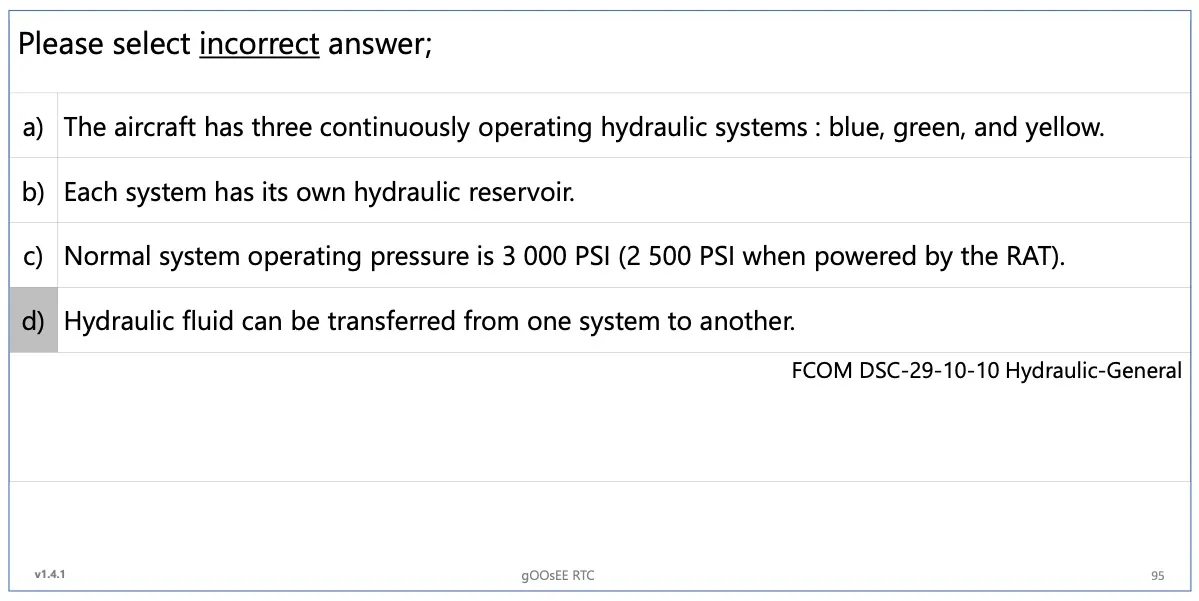 Please select incorrect answer;
a) The aircraft has three continuously operating hydraulic systems : blue, green, and yellow.
b) Each system has its own hydraulic reservoir.
c) Normal system operating pressure is 3 000 PSI (2 500 PSI when powered by the RAT).
d) Hydraulic fluid can be transferred from one system to another.
FCOM DSC-29-10-10 Hydraulic-General
v1.4.1 gOOsEE RTC 95